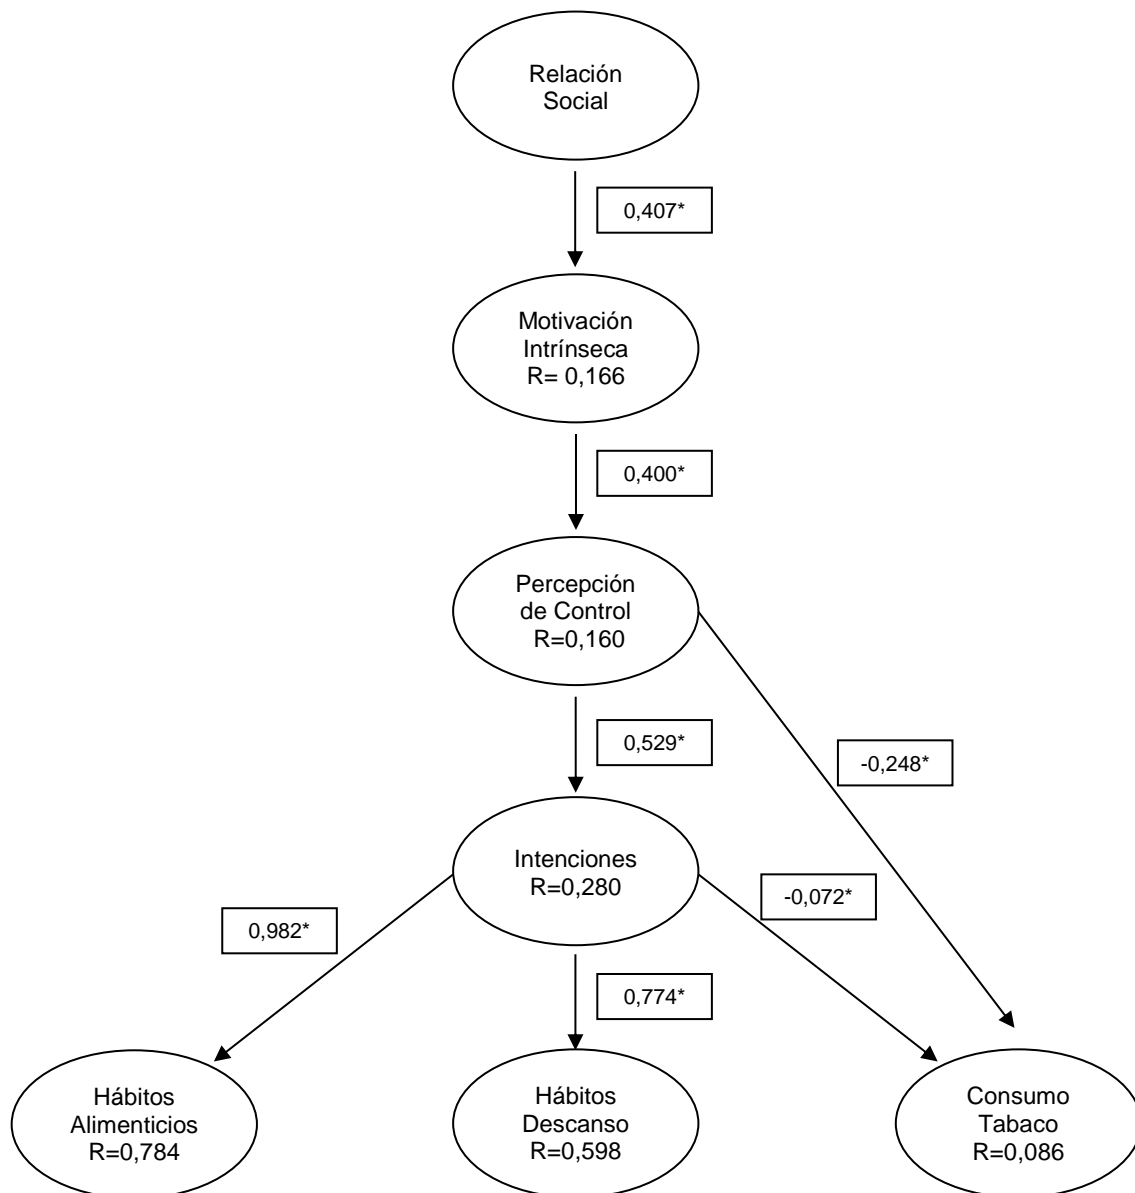 Relación
Social
0,407*
Motivación
Intrínseca
R= 0,166
0,400*
Percepción
de Control
R=0,160
0,529*
-0,248*
Intenciones
R=0,280
-0,072*
0,982*
0,774*
Hábitos
Alimenticios
R=0,784
Hábitos
Descanso
R=0,598
Consumo
Tabaco
R=0,086